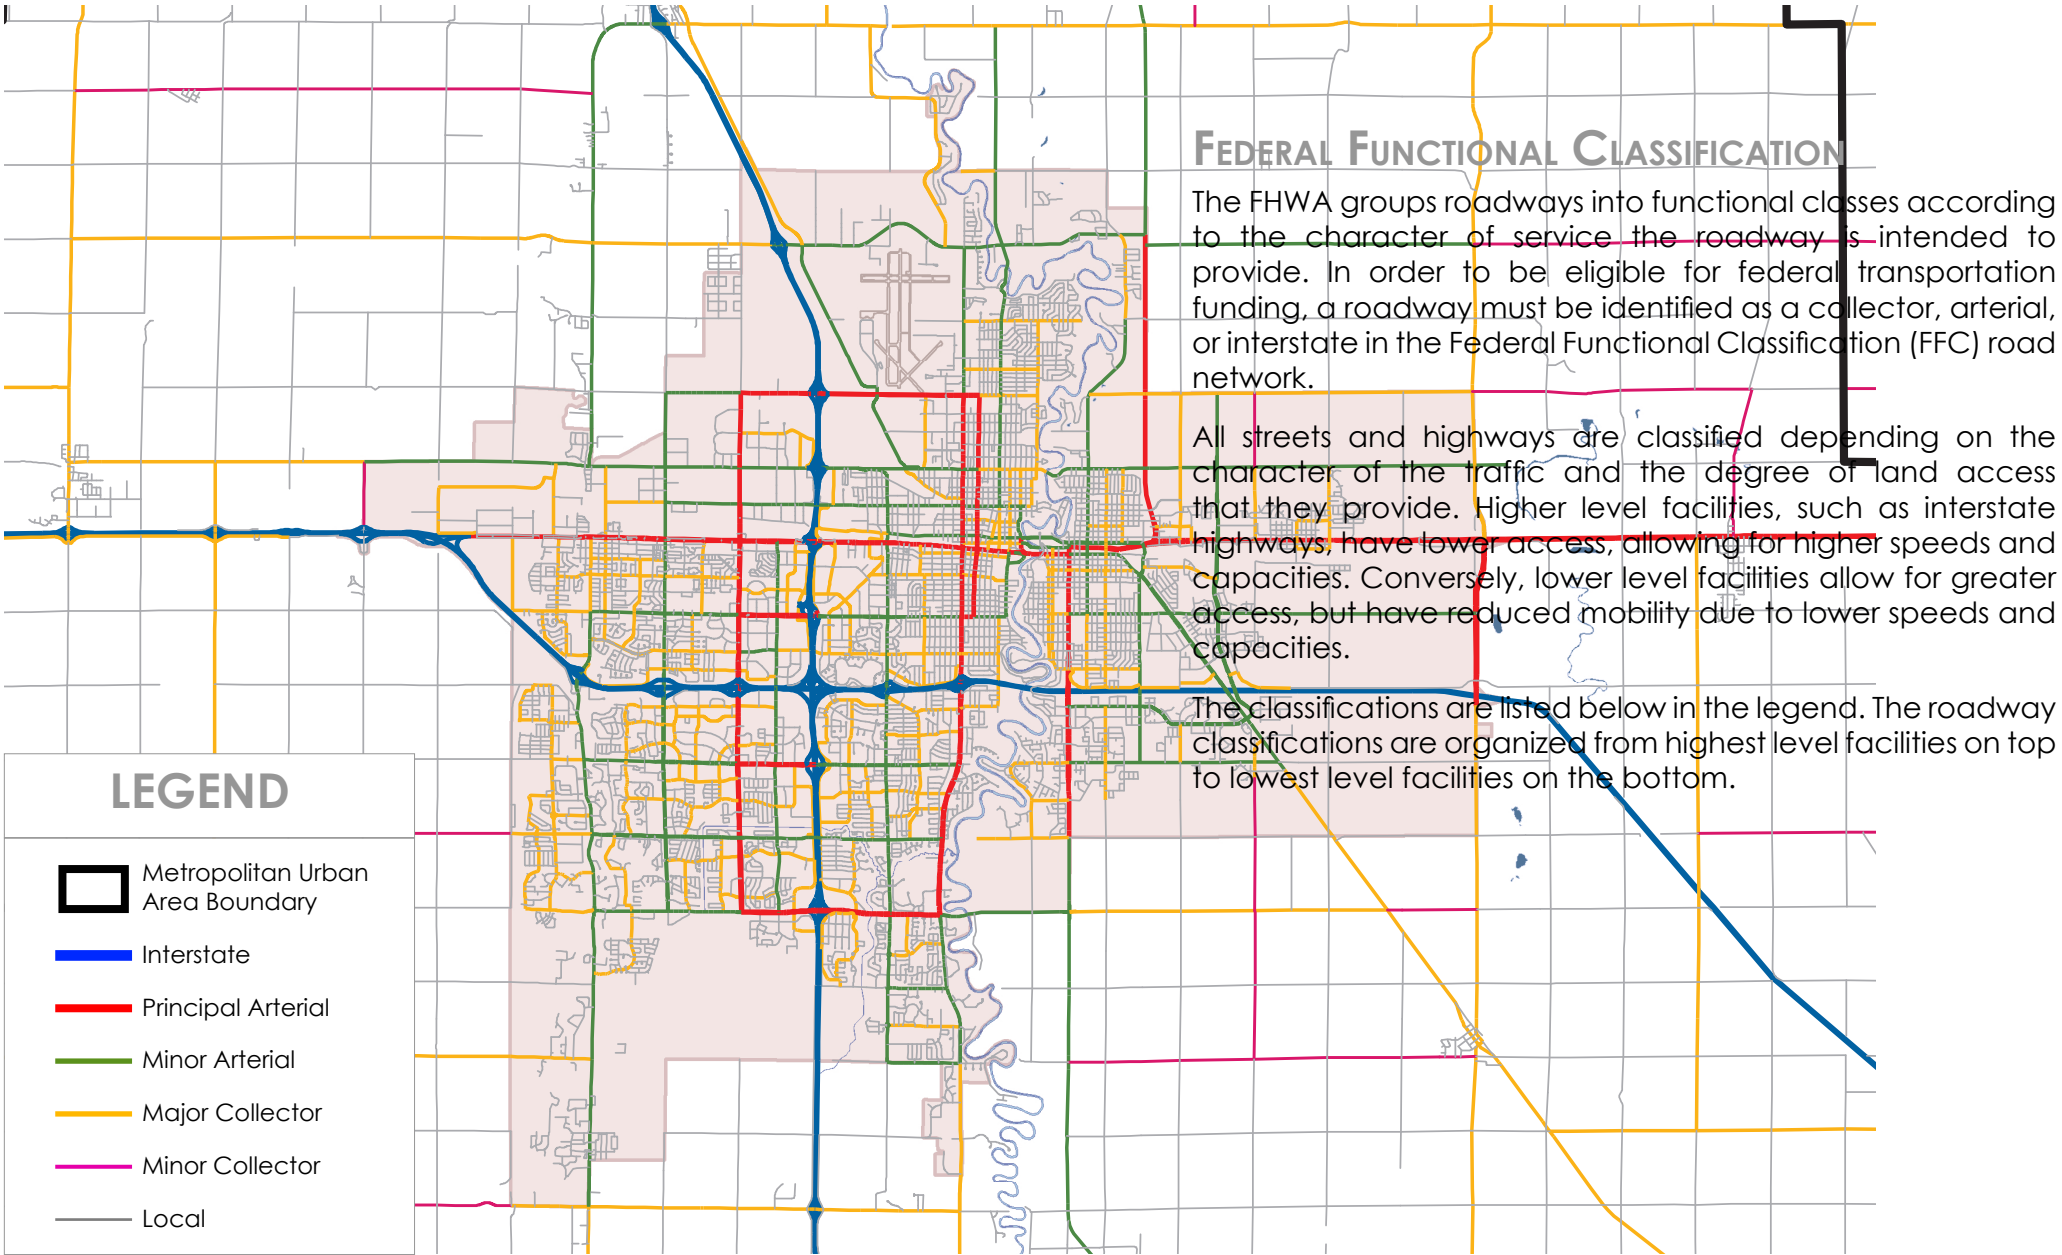 FEDERAL FUNCTIONAL CLASSIFICATION
The FHWA groups roadways into functional classes according
to the character of service the roadway is intended to
provide. In order to be eligible for federal transportation
funding, a roadway must be identified as a collector, arterial,
or interstate in the Federal Functional Classification (FFC) road
network.
All streets and highways are classified depending on the
character of the traffic and the degree of land access
that they provide. Higher level facilities, such as interstate
highways, have lower access, allowing for higher speeds and
capacities. Conversely, lower level facilities allow for greater
access, but have reduced mobility due to lower speeds and
capacities.
The classifications are listed below in the legend. The roadway
classifications are organized from highest level facilities on top
to lowest level facilities on the bottom.
LEGEND
Metropolitan Urban
Area Boundary
Interstate
Principal Arterial
Minor Arterial
Major Collector
Minor Collector
Local